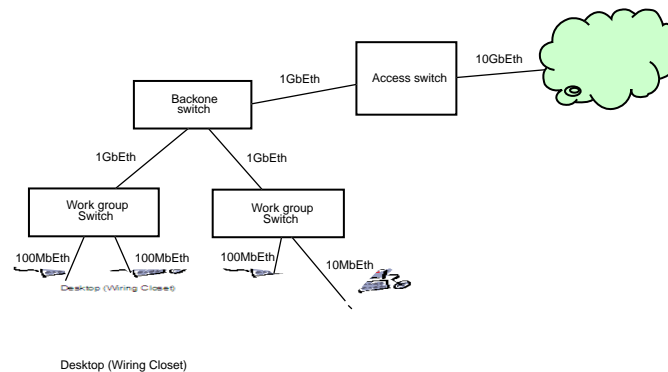 10GbEth
1GbEth
Access switch
Backone
switch
1GbEth
1GbEth
Work group
Switch
Work group
Switch
100MbEth
100MbEth
100MbEth
10MbEth
Desktop (Wiring Closet)
Desktop (Wiring Closet)